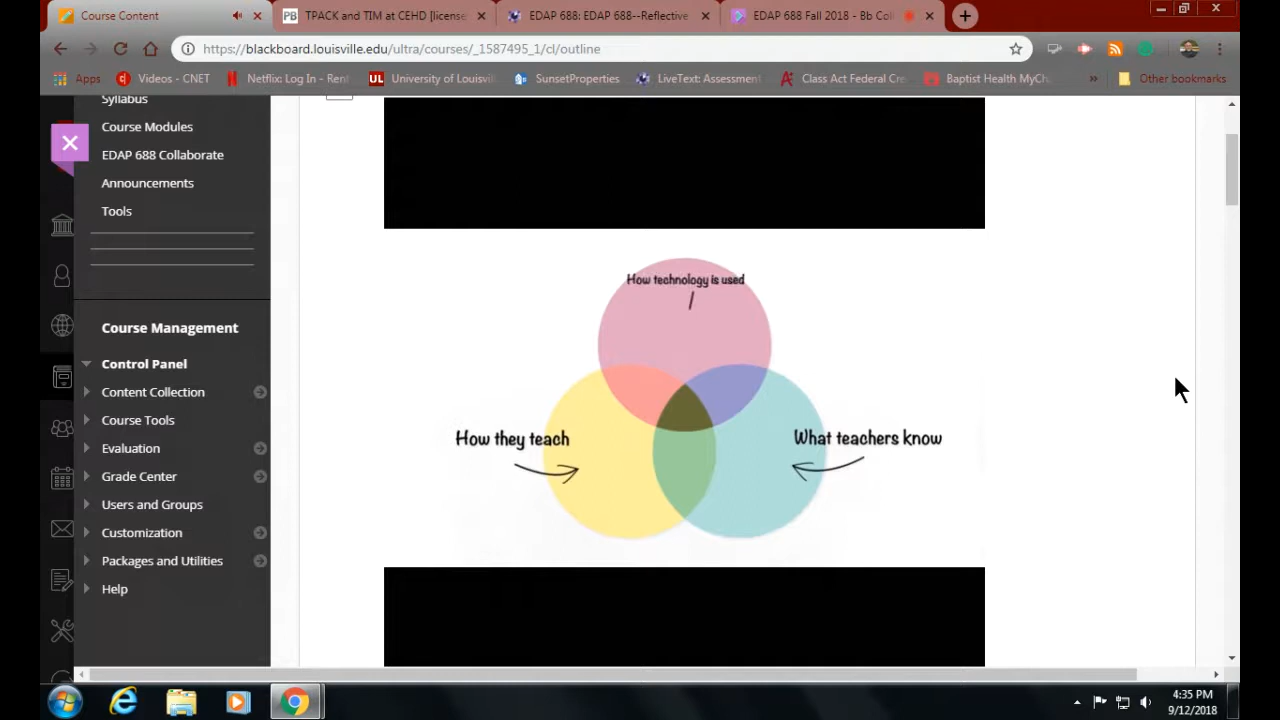 Course Content
TPACK and TIM at CEHD [license
EDAP 688: EDAP 688--Reflective
EDAP 688 Fall 2018 - Bb Col
https://blackboard.louisville.edu/ultra/courses/_1587495_1/cl/outline
Apps
Videos - CNET
Netflix: Log In - Rent
UL University of Louisvil
SunsetProperties
LiveText: Assessment
Class Act Federal Cre
Baptist Health MyCh
»
Other bookmarks
Syllabus
Course Modules
EDAP 688 Collaborate
Announcements
Tools
Course Management
Control Panel
Content Collection
Course Tools
Evaluation
Grade Center
Users and Groups
Customization
Packages and Utilities
Help
How technology is used
How they teach
What teachers know
4:35 PM
9/12/2018